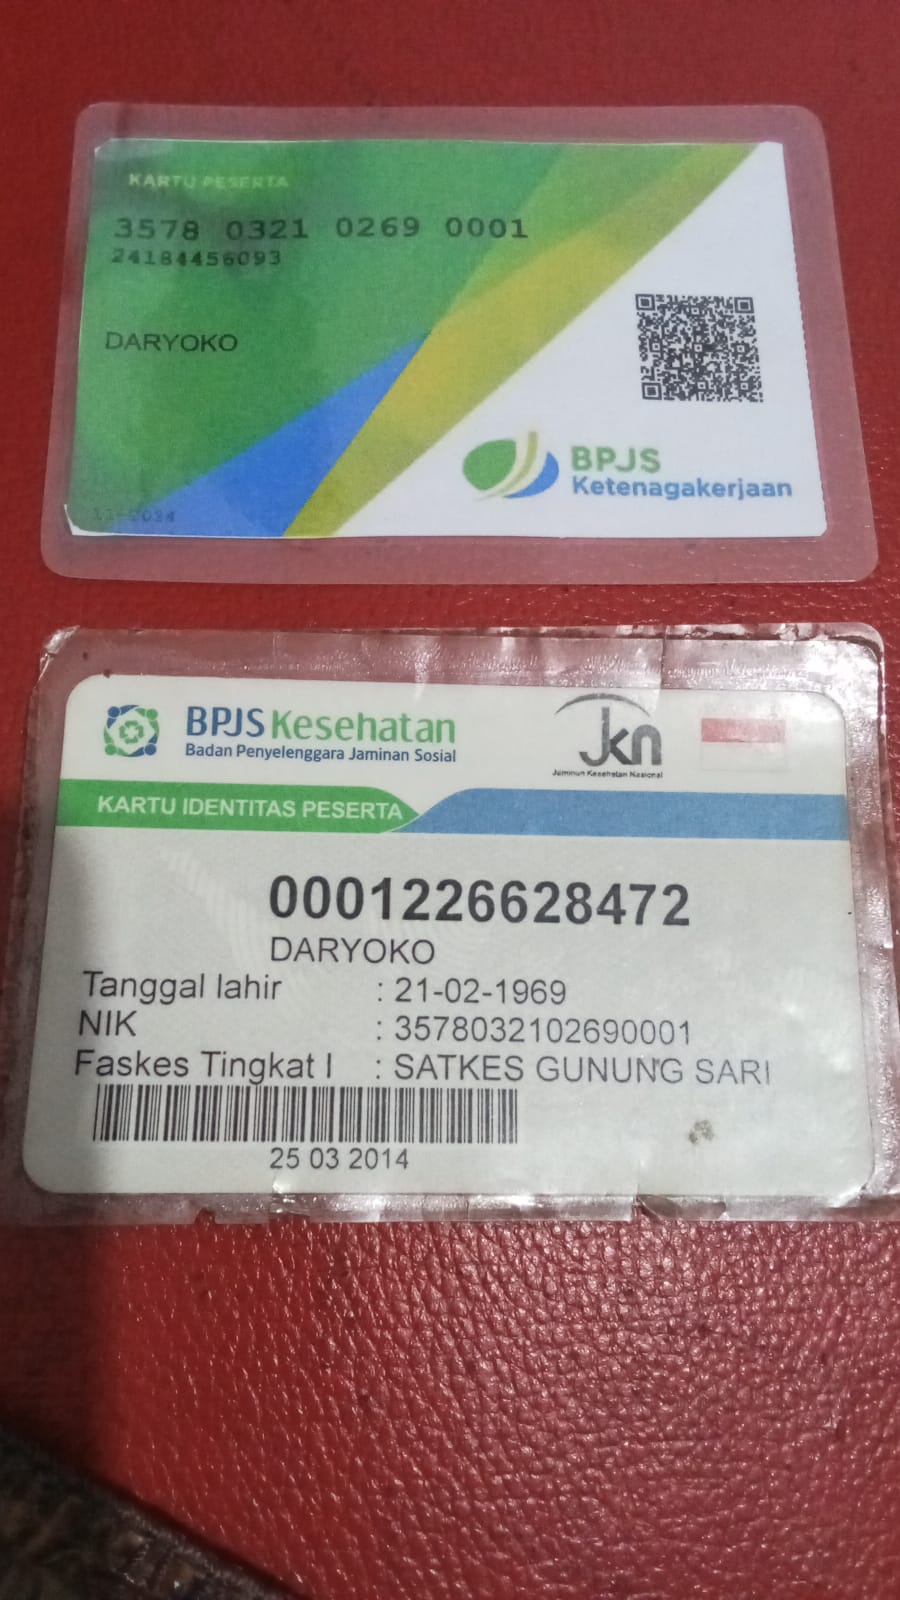 KARTU PESERTA
3578 0321 0269 0001
24184456093
DARYOKO
BPJS
Ketenagakerjaan
BPJS Kesehatan
Badan Penyelenggara Jaminan Sosial
jkn
Jaminan Kesehatan Nasional
KARTU IDENTITAS PESERTA
0001226628472
DARYOKO
Tanggal lahir : 21-02-1969
NIK : 3578032102690001
Faskes Tingkat I : SATKES GUNUNG SARI
25 03 2014